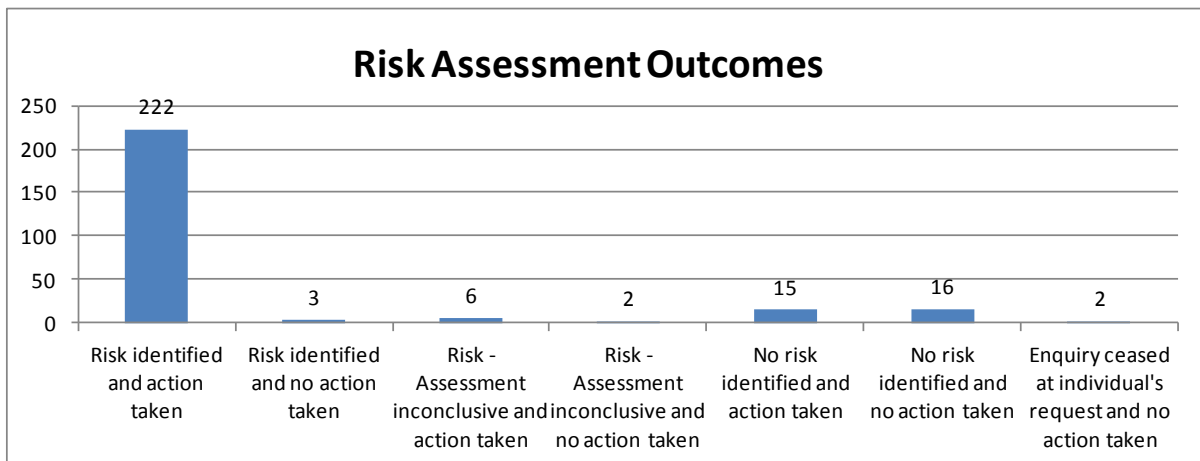 Risk Assessment Outcomes
250
200
150
100
50
0
222
3
6
2
15
16
2
Risk identified
and action
taken
Risk identified
and no action
taken
Risk -
Assessment
inconclusive and
action taken
Risk -
Assessment
inconclusive and
no action taken
No risk
identified and
action taken
No risk
identified and
no action taken
Enquiry ceased
at individual's
request and no
action taken